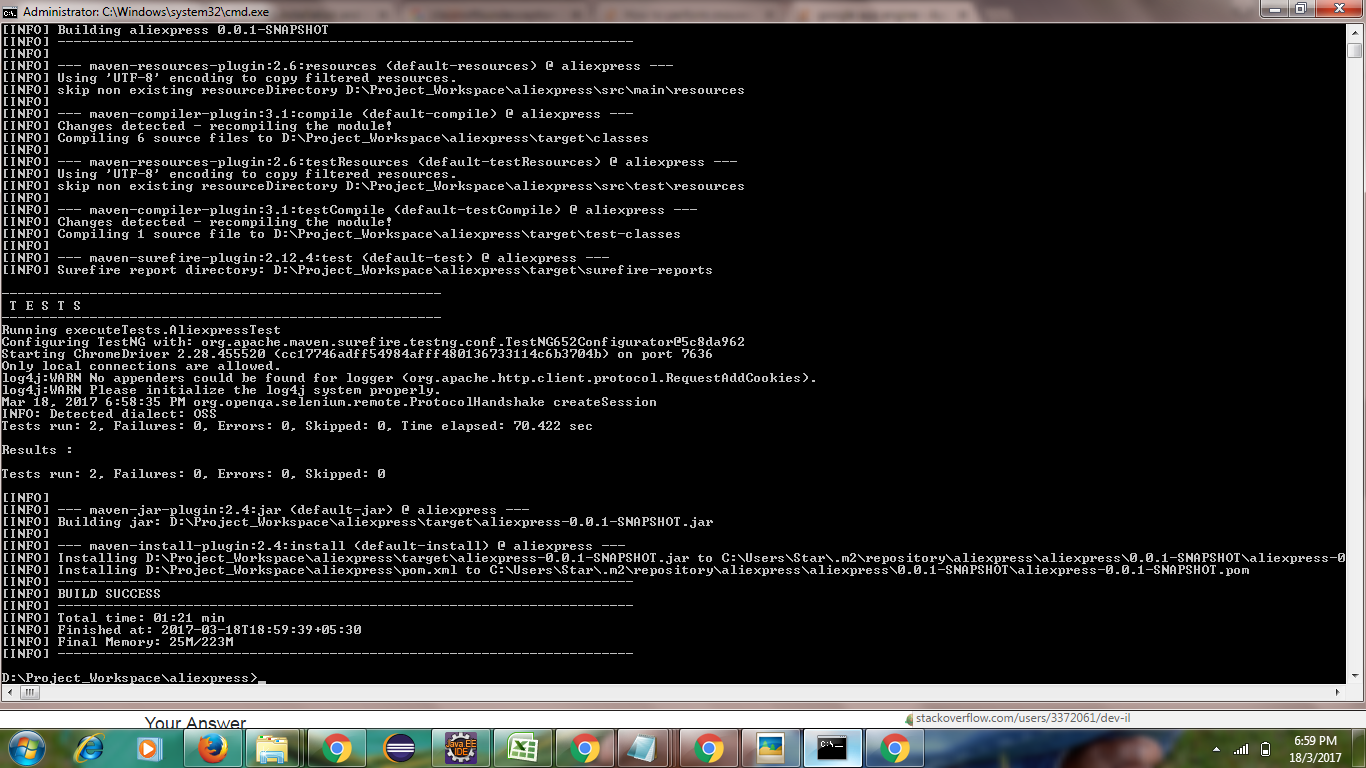 Administrator: C:\Windows\system32\cmd.exe
[INFO] Building aliexpress 0.0.1-SNAPSHOT
[INFO] ------------------------------------------------------------------------
[INFO]
[INFO] --- maven-resources-plugin:2.6:resources (default-resources) @ aliexpress ---
[INFO] Using 'UTF-8' encoding to copy filtered resources.
[INFO] skip non existing resourceDirectory D:\Project_Workspace\aliexpress\src\main\resources
[INFO]
[INFO] --- maven-compiler-plugin:3.1:compile (default-compile) @ aliexpress ---
[INFO] Changes detected - recompiling the module!
[INFO] Compiling 6 source files to D:\Project_Workspace\aliexpress\target\classes
[INFO]
[INFO] --- maven-resources-plugin:2.6:testResources (default-testResources) @ aliexpress ---
[INFO] Using 'UTF-8' encoding to copy filtered resources.
[INFO] skip non existing resourceDirectory D:\Project_Workspace\aliexpress\src\test\resources
[INFO]
[INFO] --- maven-compiler-plugin:3.1:testCompile (default-testCompile) @ aliexpress ---
[INFO] Changes detected - recompiling the module!
[INFO] Compiling 1 source file to D:\Project_Workspace\aliexpress\target\test-classes
[INFO]
[INFO] --- maven-surefire-plugin:2.12.4:test (default-test) @ aliexpress ---
[INFO] Surefire report directory: D:\Project_Workspace\aliexpress\target\surefire-reports
-------------------------------------------------------
T E S T S
-------------------------------------------------------
Running executeTests.AliexpressTest
Configuring TestNG with: org.apache.maven.surefire.testng.conf.TestNG652Configurator@5c8da962
Starting ChromeDriver 2.28.455520 (cc17746adff54984afff480136733114c6b3704b) on port 7636
Only local connections are allowed.
log4j:WARN No appenders could be found for logger (org.apache.http.client.protocol.RequestAddCookies).
log4j:WARN Please initialize the log4j system properly.
Mar 18, 2017 6:58:35 PM org.openqa.selenium.remote.ProtocolHandshake createSession
INFO: Detected dialect: OSS
Tests run: 2, Failures: 0, Errors: 0, Skipped: 0, Time elapsed: 70.422 sec
Results :
Tests run: 2, Failures: 0, Errors: 0, Skipped: 0
[INFO]
[INFO] --- maven-jar-plugin:2.4:jar (default-jar) @ aliexpress ---
[INFO] Building jar: D:\Project_Workspace\aliexpress\target\aliexpress-0.0.1-SNAPSHOT.jar
[INFO]
[INFO] --- maven-install-plugin:2.4:install (default-install) @ aliexpress ---
[INFO] Installing D:\Project_Workspace\aliexpress\target\aliexpress-0.0.1-SNAPSHOT.jar to C:\Users\Star\.m2\repository\aliexpress\aliexpress\0.0.1-SNAPSHOT\aliexpress-0
[INFO] Installing D:\Project_Workspace\aliexpress\pom.xml to C:\Users\Star\.m2\repository\aliexpress\aliexpress\0.0.1-SNAPSHOT\aliexpress-0.0.1-SNAPSHOT.pom
[INFO] ------------------------------------------------------------------------
[INFO] BUILD SUCCESS
[INFO] ------------------------------------------------------------------------
[INFO] Total time: 01:21 min
[INFO] Finished at: 2017-03-18T18:59:39+05:30
[INFO] Final Memory: 25M/223M
[INFO] ------------------------------------------------------------------------
D:\Project_Workspace\aliexpress>_
Your Answer
stackoverflow.com/users/3372061/dev-il
Java EE
IDE
C:\_
6:59 PM
18/3/2017